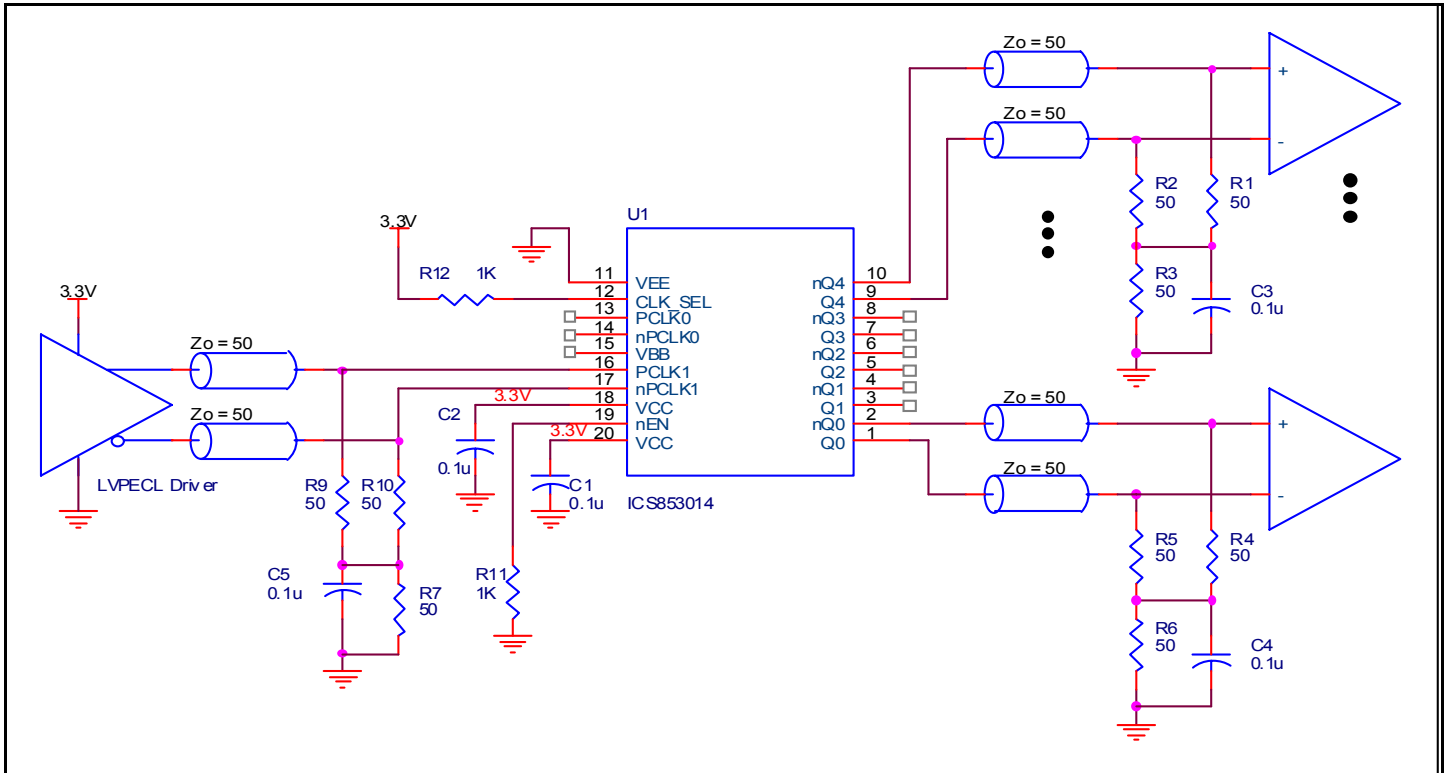 Zo = 50
+
Zo = 50
-
R2
50
R1
50
R3
50
C3
0.1u
3.3V
R12 1K
U1
11 VEE
12 CLK_SEL
13 PCLK0
14 nPCLK0
15 VBB
16 PCLK1
17 nPCLK1
18 VCC
19 nEN
20 VCC
nQ4 10
Q4 9
nQ3 8
Q3 7
nQ2 6
Q2 5
nQ1 4
Q1 3
nQ0 2
Q0 1
ICS853014
3.3V
Zo = 50
Zo = 50
LVPECL Driver
R9
50
R10
50
C5
0.1u
R7
50
3.3V
C2
0.1u
3.3V
C1
0.1u
R11
1K
Zo = 50
+
Zo = 50
-
R5
50
R4
50
R6
50
C4
0.1u